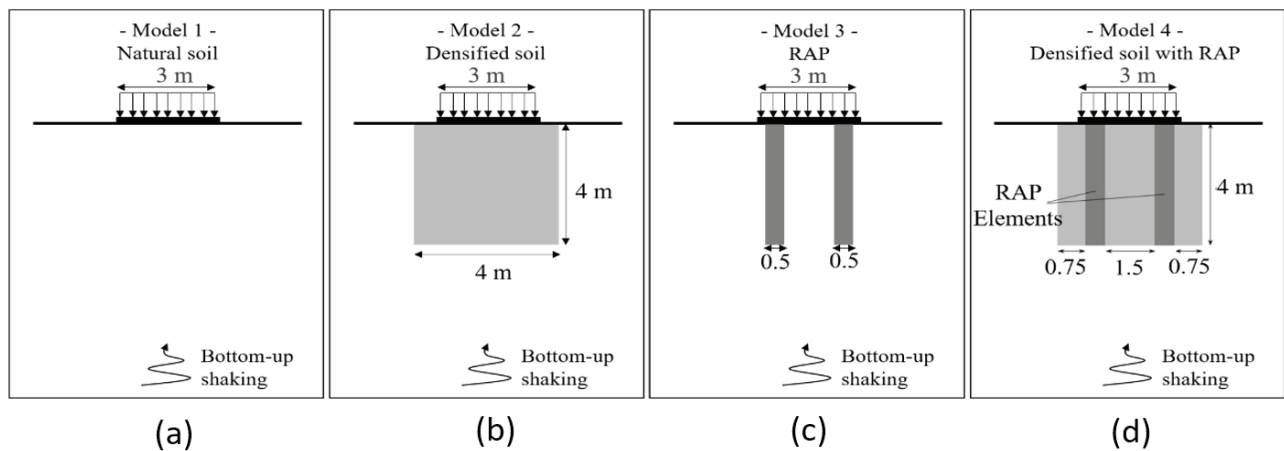 - Model 1 -
Natural soil
3 m
Bottom-up
shaking
(a)
- Model 2 -
Densified soil
3 m
4 m
4 m
Bottom-up
shaking
(b)
- Model 3 -
RAP
3 m
0.5
0.5
Bottom-up
shaking
(c)
- Model 4 -
Densified soil with RAP
3 m
RAP
Elements
4 m
0.75
1.5
0.75
Bottom-up
shaking
(d)